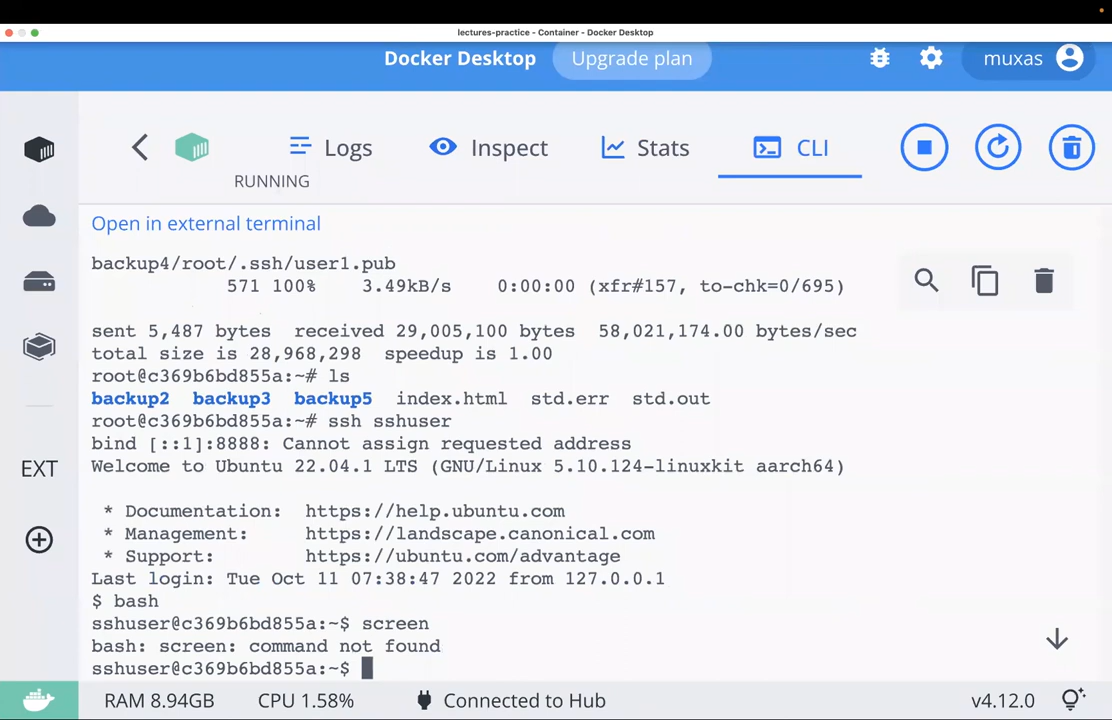 lectures-practice - Container - Docker Desktop
Docker Desktop
Upgrade plan
muxas
Logs
Inspect
Stats
CLI
RUNNING
Open in external terminal
backup4/root/.ssh/user1.pub
571 100% 3.49kB/s 0:00:00 (xfr#157, to-chk=0/695)
sent 5,487 bytes received 29,005,100 bytes 58,021,174.00 bytes/sec
total size is 28,968,298 speedup is 1.00
root@c369b6bd855a:~# ls
backup2 backup3 backup5 index.html std.err std.out
root@c369b6bd855a:~# ssh sshuser
bind [::1]:8888: Cannot assign requested address
Welcome to Ubuntu 22.04.1 LTS (GNU/Linux 5.10.124-linuxkit aarch64)
* Documentation: https://help.ubuntu.com
* Management: https://landscape.canonical.com
* Support: https://ubuntu.com/advantage
Last login: Tue Oct 11 07:38:47 2022 from 127.0.0.1
$ bash
sshuser@c369b6bd855a:~$ screen
bash: screen: command not found
sshuser@c369b6bd855a:~$
EXT
RAM 8.94GB CPU 1.58% Connected to Hub v4.12.0